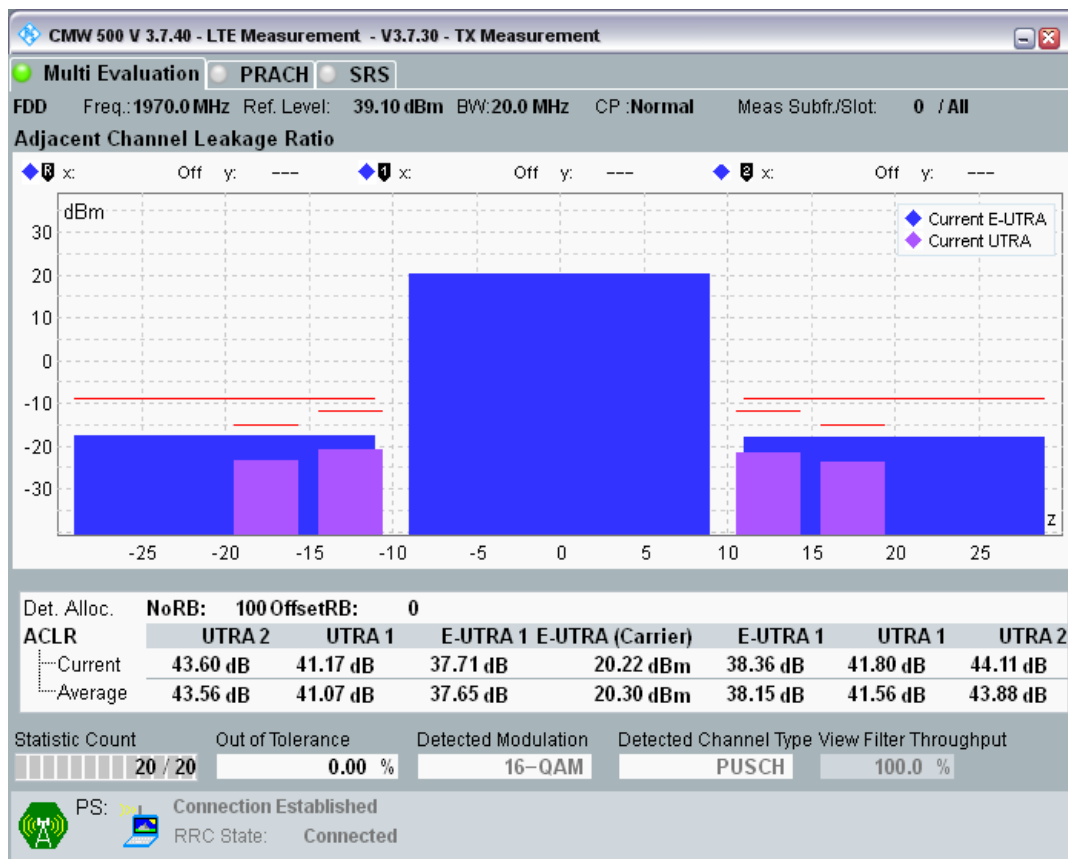 CMW 500 V 3.7.40 - LTE Measurement - V3.7.30 - TX Measurement
Multi Evaluation PRACH SRS
FDD Freq.:1970.0 MHz Ref. Level: 39.10 dBm BW:20.0 MHz CP :Normal Meas Subfr./Slot: 0 / All
Adjacent Channel Leakage Ratio
R x: Off y: --- 1 x: Off y: --- 2 x: Off y: ---
dBm
Current E-UTRA
Current UTRA
30
20
10
0
-10
-20
-30
z
-25 -20 -15 -10 -5 0 5 10 15 20 25
Det. Alloc. NoRB: 100 OffsetRB: 0
ACLR UTRA 2 UTRA 1 E-UTRA 1 E-UTRA (Carrier) E-UTRA 1 UTRA 1 UTRA 2
Current 43.60 dB 41.17 dB 37.71 dB 20.22 dBm 38.36 dB 41.80 dB 44.11 dB
Average 43.56 dB 41.07 dB 37.65 dB 20.30 dBm 38.15 dB 41.56 dB 43.88 dB
Statistic Count Out of Tolerance Detected Modulation Detected Channel Type View Filter Throughput
20 / 20 0.00 % 16-QAM PUSCH 100.0 %
PS: Connection Established
RRC State: Connected